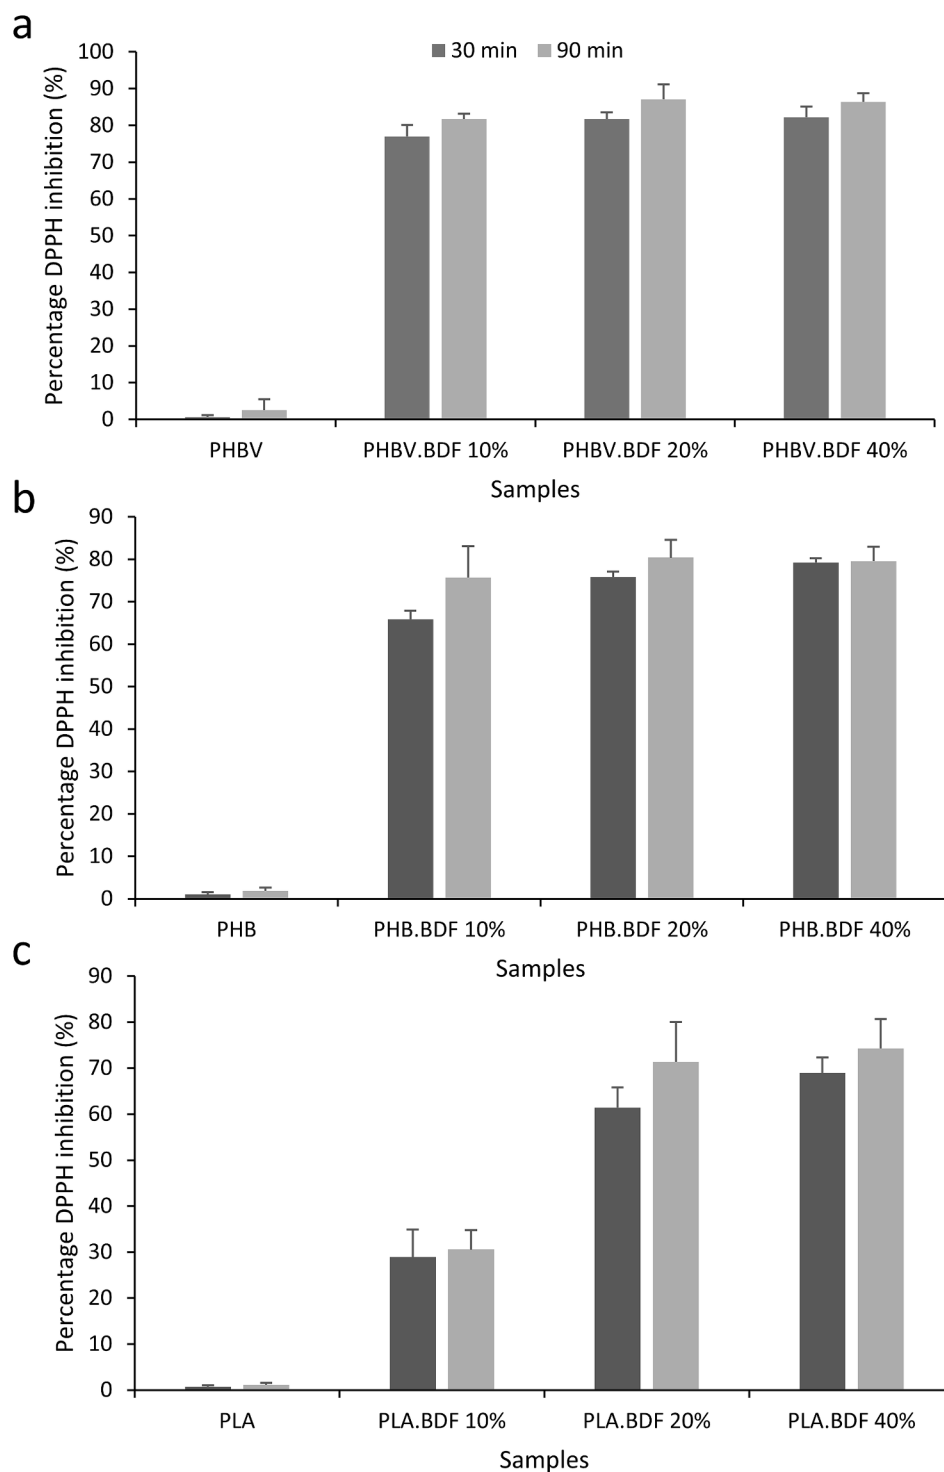 a
Percentage DPPH inhibition (%)
30 min 90 min
100
90
80
70
60
50
40
30
20
10
0
PHBV PHBV.BDF 10% PHBV.BDF 20% PHBV.BDF 40%
Samples
b
Percentage DPPH inhibition (%)
90
80
70
60
50
40
30
20
10
0
PHB PHB.BDF 10% PHB.BDF 20% PHB.BDF 40%
Samples
c
Percentage DPPH inhibition (%)
90
80
70
60
50
40
30
20
10
0
PLA PLA.BDF 10% PLA.BDF 20% PLA.BDF 40%
Samples